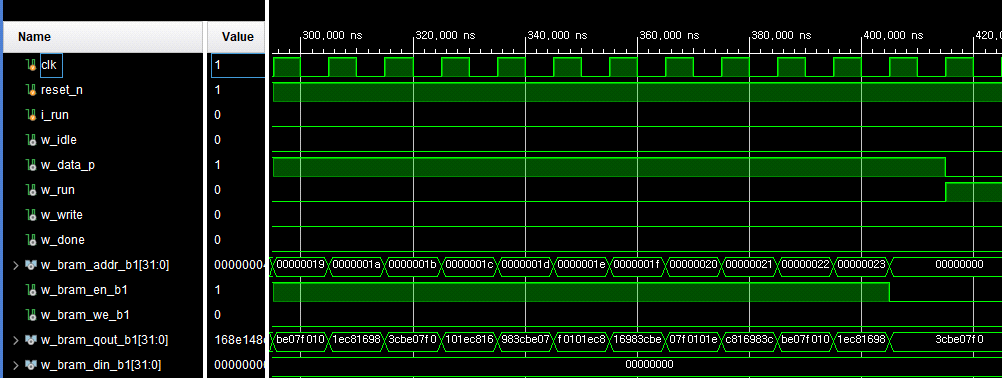 Name Value 300,000 ns 320,000 ns 340,000 ns 360,000 ns 380,000 ns 400,000 ns 420,
clk 1
reset_n 1
i_run 0
w_idle 0
w_data_p 1
w_run 0
w_write 0
w_done 0
w_bram_addr_b1[31:0] 00000004 00000019 0000001a 0000001b 0000001c 0000001d 0000001e 0000001f 00000020 00000021 00000022 00000023 00000000
w_bram_en_b1 1
w_bram_we_b1 0
w_bram_qout_b1[31:0] 168e148c be07f010 1ec81698 3cbe07f0 101ec816 983cbe07 f0101ec8 16983cbe 07f0101e c816983c be07f010 1ec81698 3cbe07f0
w_bram_din_b1[31:0] 0000000 00000000